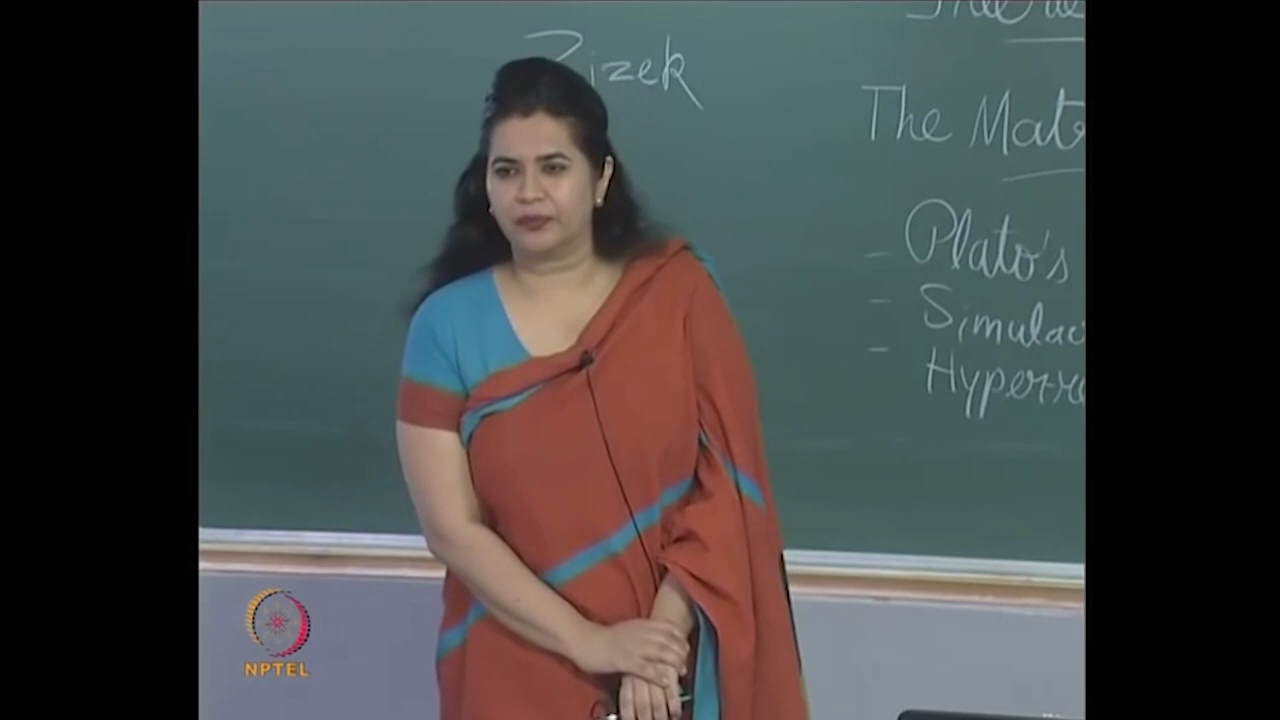 Zizek
The Mat
- Plato's
- Simulac
- Hyperre
NPTEL